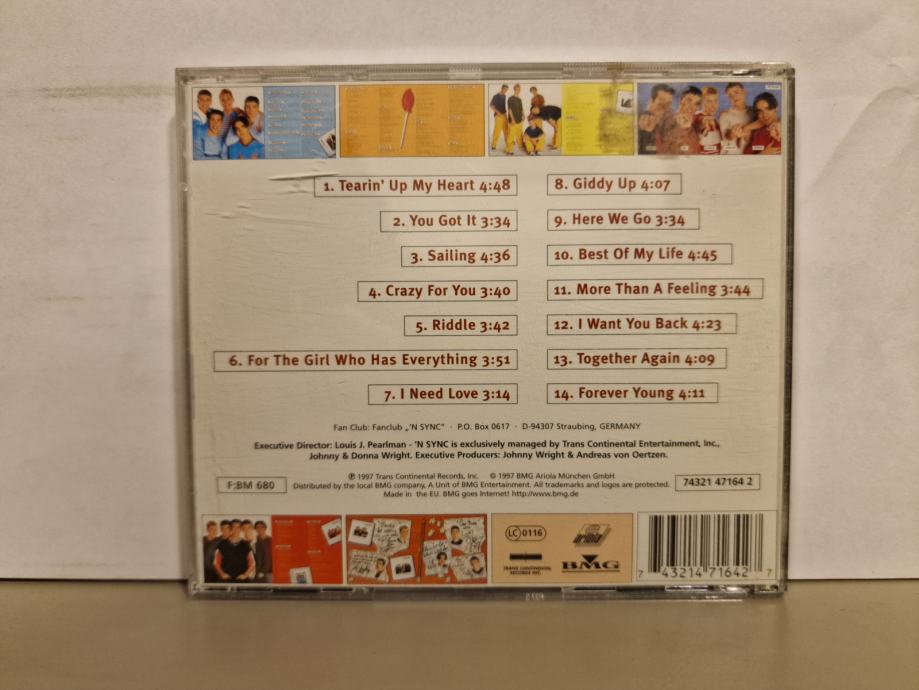 1. Tearin' Up My Heart 4:48
2. You Got It 3:34
3. Sailing 4:36
4. Crazy For You 3:40
5. Riddle 3:42
6. For The Girl Who Has Everything 3:51
7. I Need Love 3:14
8. Giddy Up 4:07
9. Here We Go 3:34
10. Best Of My Life 4:45
11. More Than A Feeling 3:44
12. I Want You Back 4:23
13. Together Again 4:09
14. Forever Young 4:11
Fan Club: Fanclub „'N SYNC" · P.O. Box 0617 · D-94307 Straubing, GERMANY
Executive Director: Louis J. Pearlman - 'N SYNC is exclusively managed by Trans Continental Entertainment, Inc.,
Johnny & Donna Wright. Executive Producers: Johnny Wright & Andreas von Oertzen.
F:BM 680
℗ 1997 Trans Continental Records, Inc. © 1997 BMG Ariola München GmbH
Distributed by the local BMG company, A Unit of BMG Entertainment. All trademarks and logos are protected.
Made in the EU. BMG goes Internet! http://www.bmg.de
74321 47164 2
LC 0116
TRANS CONTINENTAL
RECORDS INC.
ariola
BMG
7 43214 71642 7